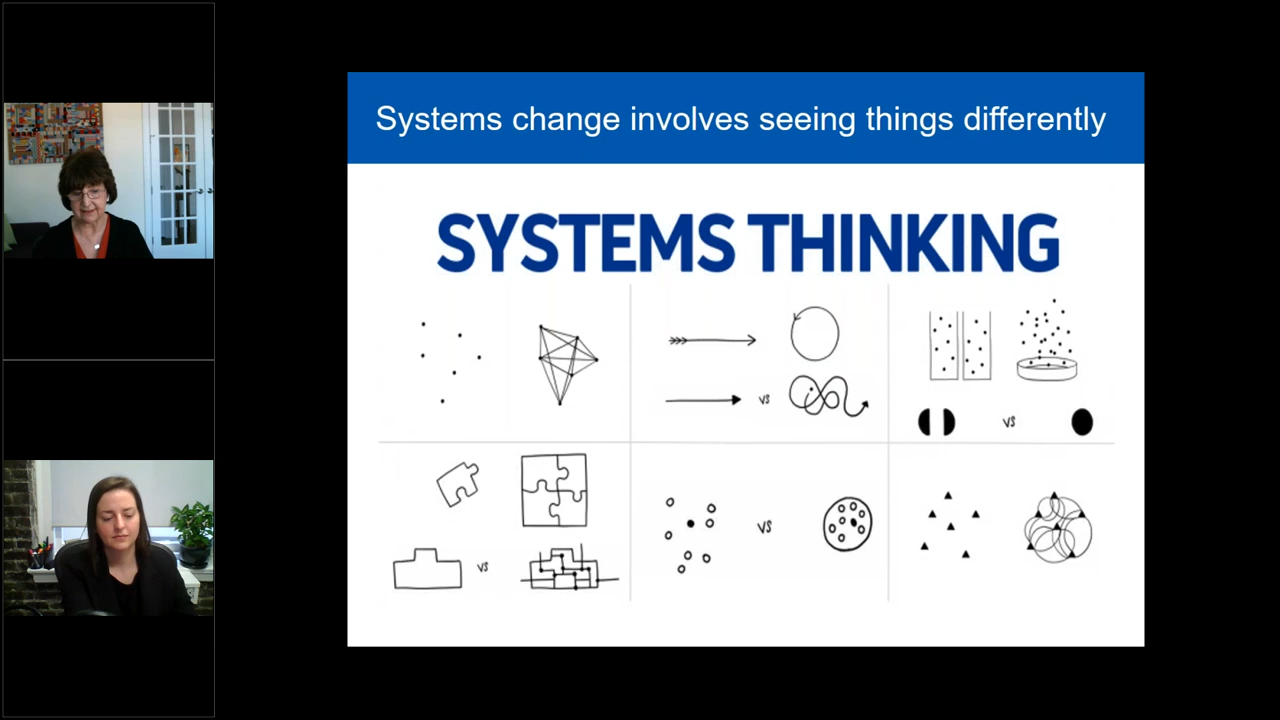 Systems change involves seeing things differently
SYSTEMS THINKING
VS
VS
VS
VS